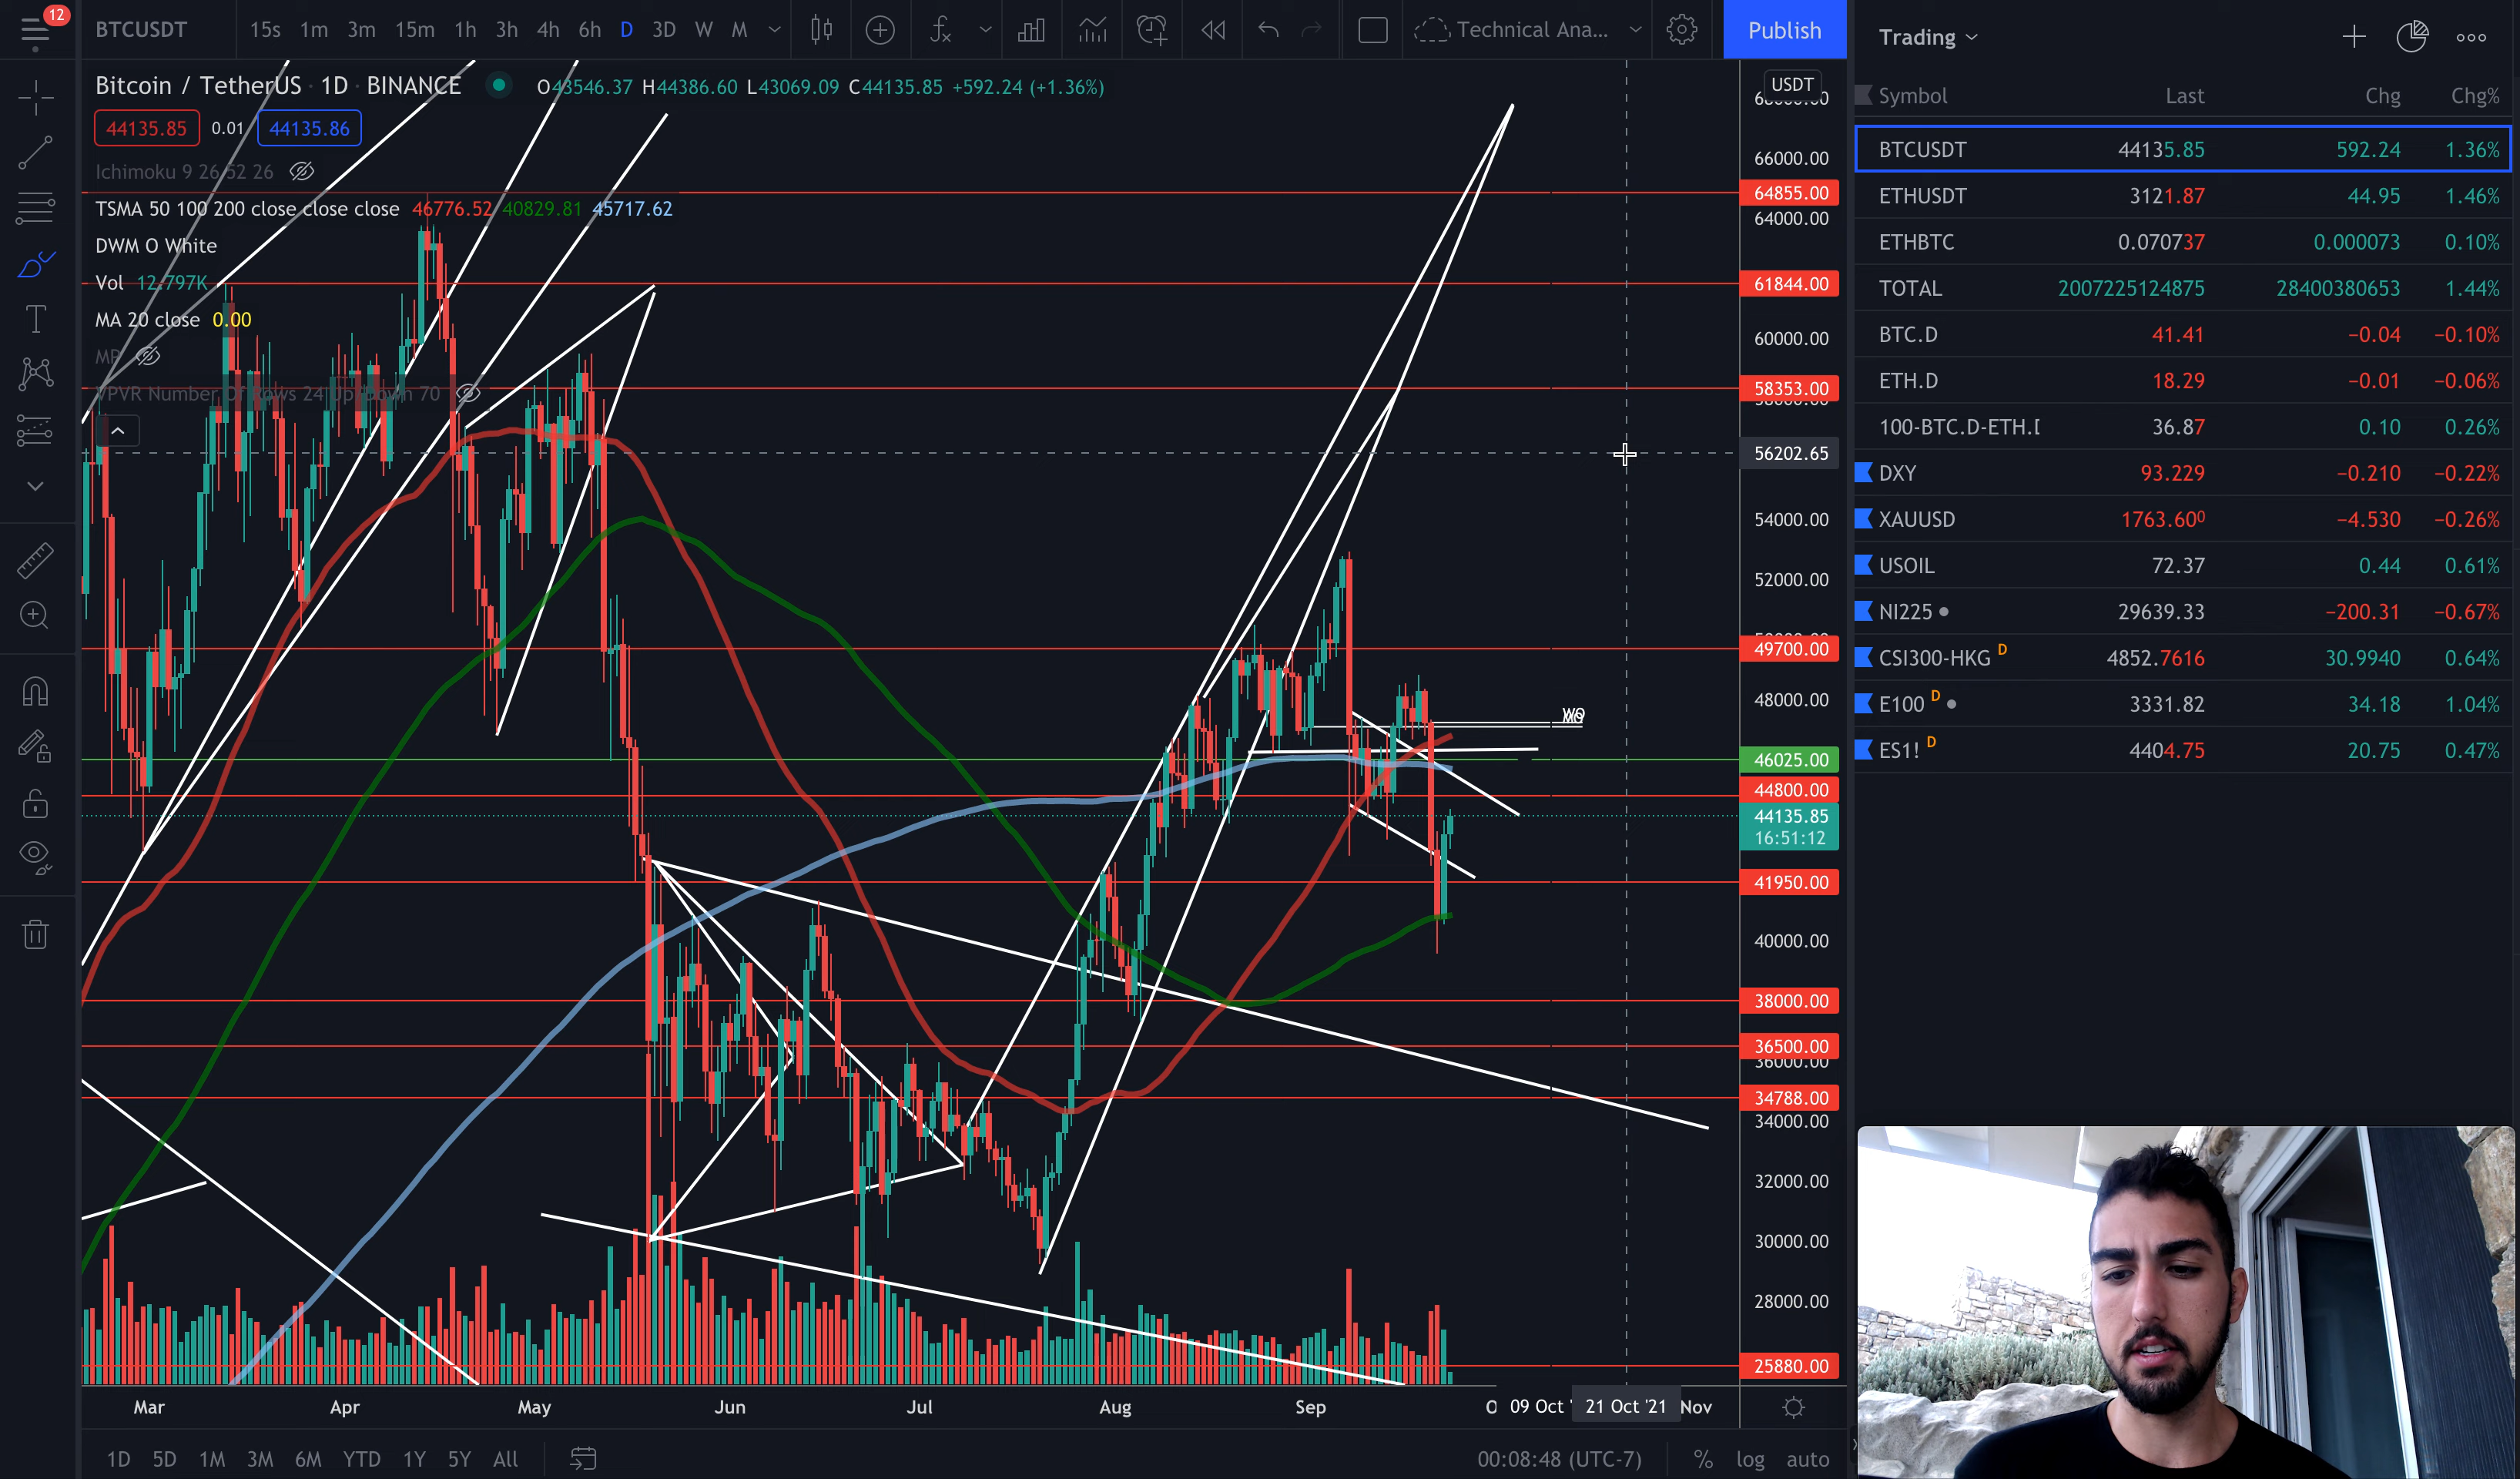 12
BTCUSDT 15s 1m 3m 15m 1h 3h 4h 6h D 3D W M Technical Ana... Publish
Bitcoin / TetherUS · 1D · BINANCE O43546.37 H44386.60 L43069.09 C44135.85 +592.24 (+1.36%)
44135.85 0.01 44135.86
Ichimoku 9 26 52 26
TSMA 50 100 200 close close close 46776.52 40829.81 45717.62
DWM O White
Vol 12.797K
MA 20 close 0.00
VPVR Number Of Rows 24 Up/Down 70
USDT
66000.00
64855.00
64000.00
61844.00
60000.00
58353.00
56202.65
54000.00
52000.00
49700.00
48000.00
WO
46025.00
44800.00
44135.85
16:51:12
41950.00
40000.00
38000.00
36500.00
36000.00
34788.00
34000.00
32000.00
30000.00
28000.00
25880.00
Mar Apr May Jun Jul Aug Sep 09 Oct ' 21 Oct '21 Nov
1D 5D 1M 3M 6M YTD 1Y 5Y All 00:08:48 (UTC-7) % log auto
Trading
Symbol Last Chg Chg%
BTCUSDT 44135.85 592.24 1.36%
ETHUSDT 3121.87 44.95 1.46%
ETHBTC 0.070737 0.000073 0.10%
TOTAL 2007225124875 28400380653 1.44%
BTC.D 41.41 −0.04 −0.10%
ETH.D 18.29 −0.01 −0.06%
100-BTC.D-ETH.D 36.87 0.10 0.26%
DXY 93.229 −0.210 −0.22%
XAUUSD 1763.600 −4.530 −0.26%
USOIL 72.37 0.44 0.61%
NI225 29639.33 −200.31 −0.67%
CSI300-HKG D 4852.7616 30.9940 0.64%
E100 D 3331.82 34.18 1.04%
ES1! D 4404.75 20.75 0.47%